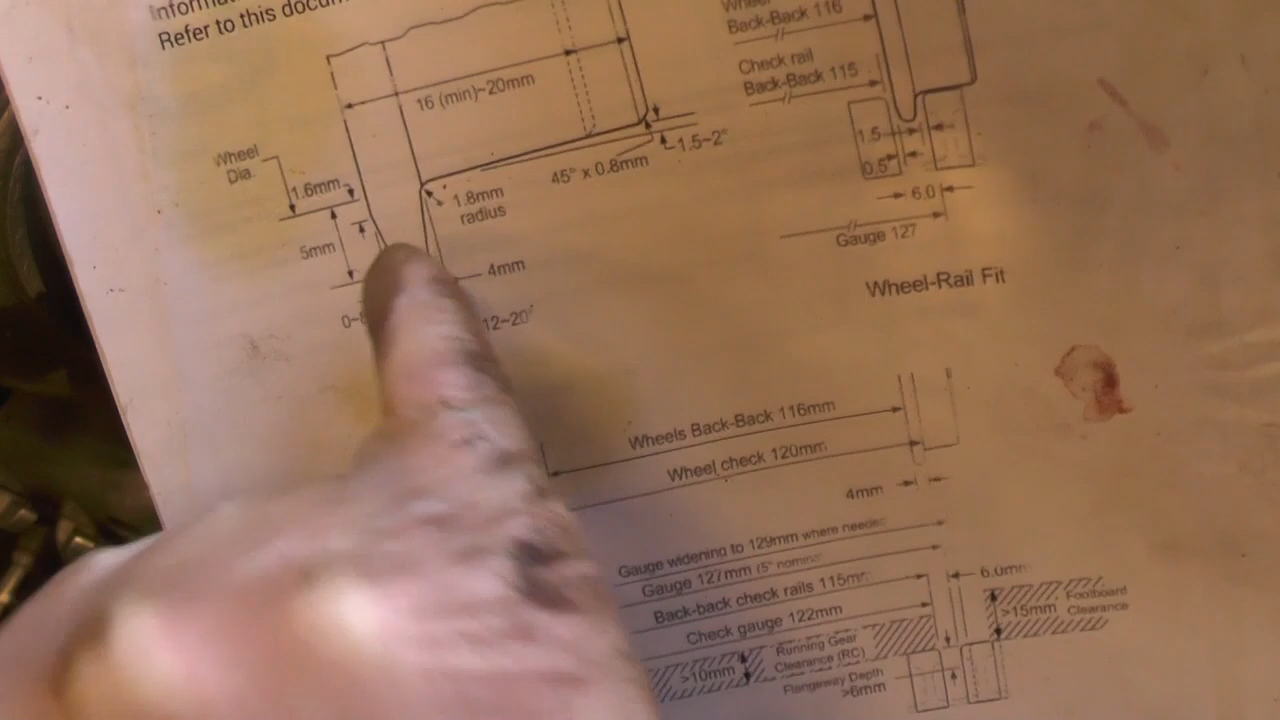 Refer to this
Wheel
Back-Back 116
Check rail
Back-Back 115
16 (min)~20mm
1.5~2°
45° x 0.8mm
1.5
0.5
Wheel
Dia.
1.6mm
1.8mm
radius
6.0
Gauge 127
5mm
4mm
Wheel-Rail Fit
12~20°
Wheels Back-Back 116mm
Wheel check 120mm
4mm
Gauge widening to 129mm where
Gauge 127mm (5"
Back-back check rails 115mm
6.0mm
Check gauge 122mm
>15mm
Footboard
Clearance
Running Gear
Clearance (RC)
>10mm
Flangeway Depth
>6mm